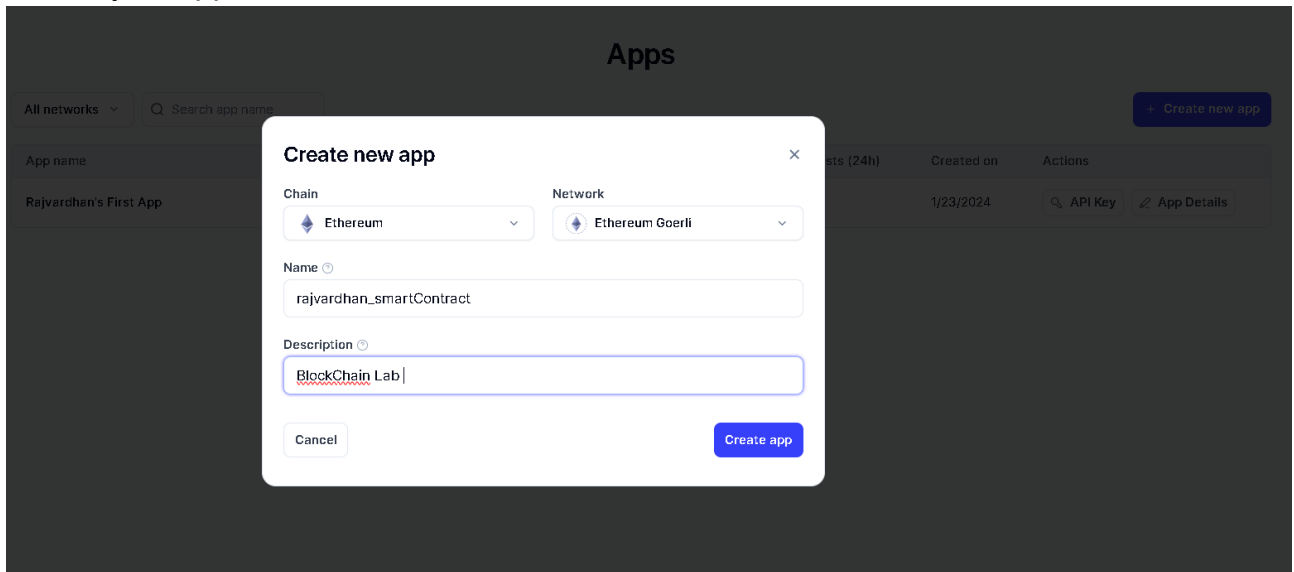 Apps
All networks
Search app name
+ Create new app
App name
sts (24h)
Created on
Actions
Rajvardhan's First App
1/23/2024
API Key
App Details
Create new app
Chain
Network
Ethereum
Ethereum Goerli
Name
rajvardhan_smartContract
Description
BlockChain Lab
Cancel
Create app